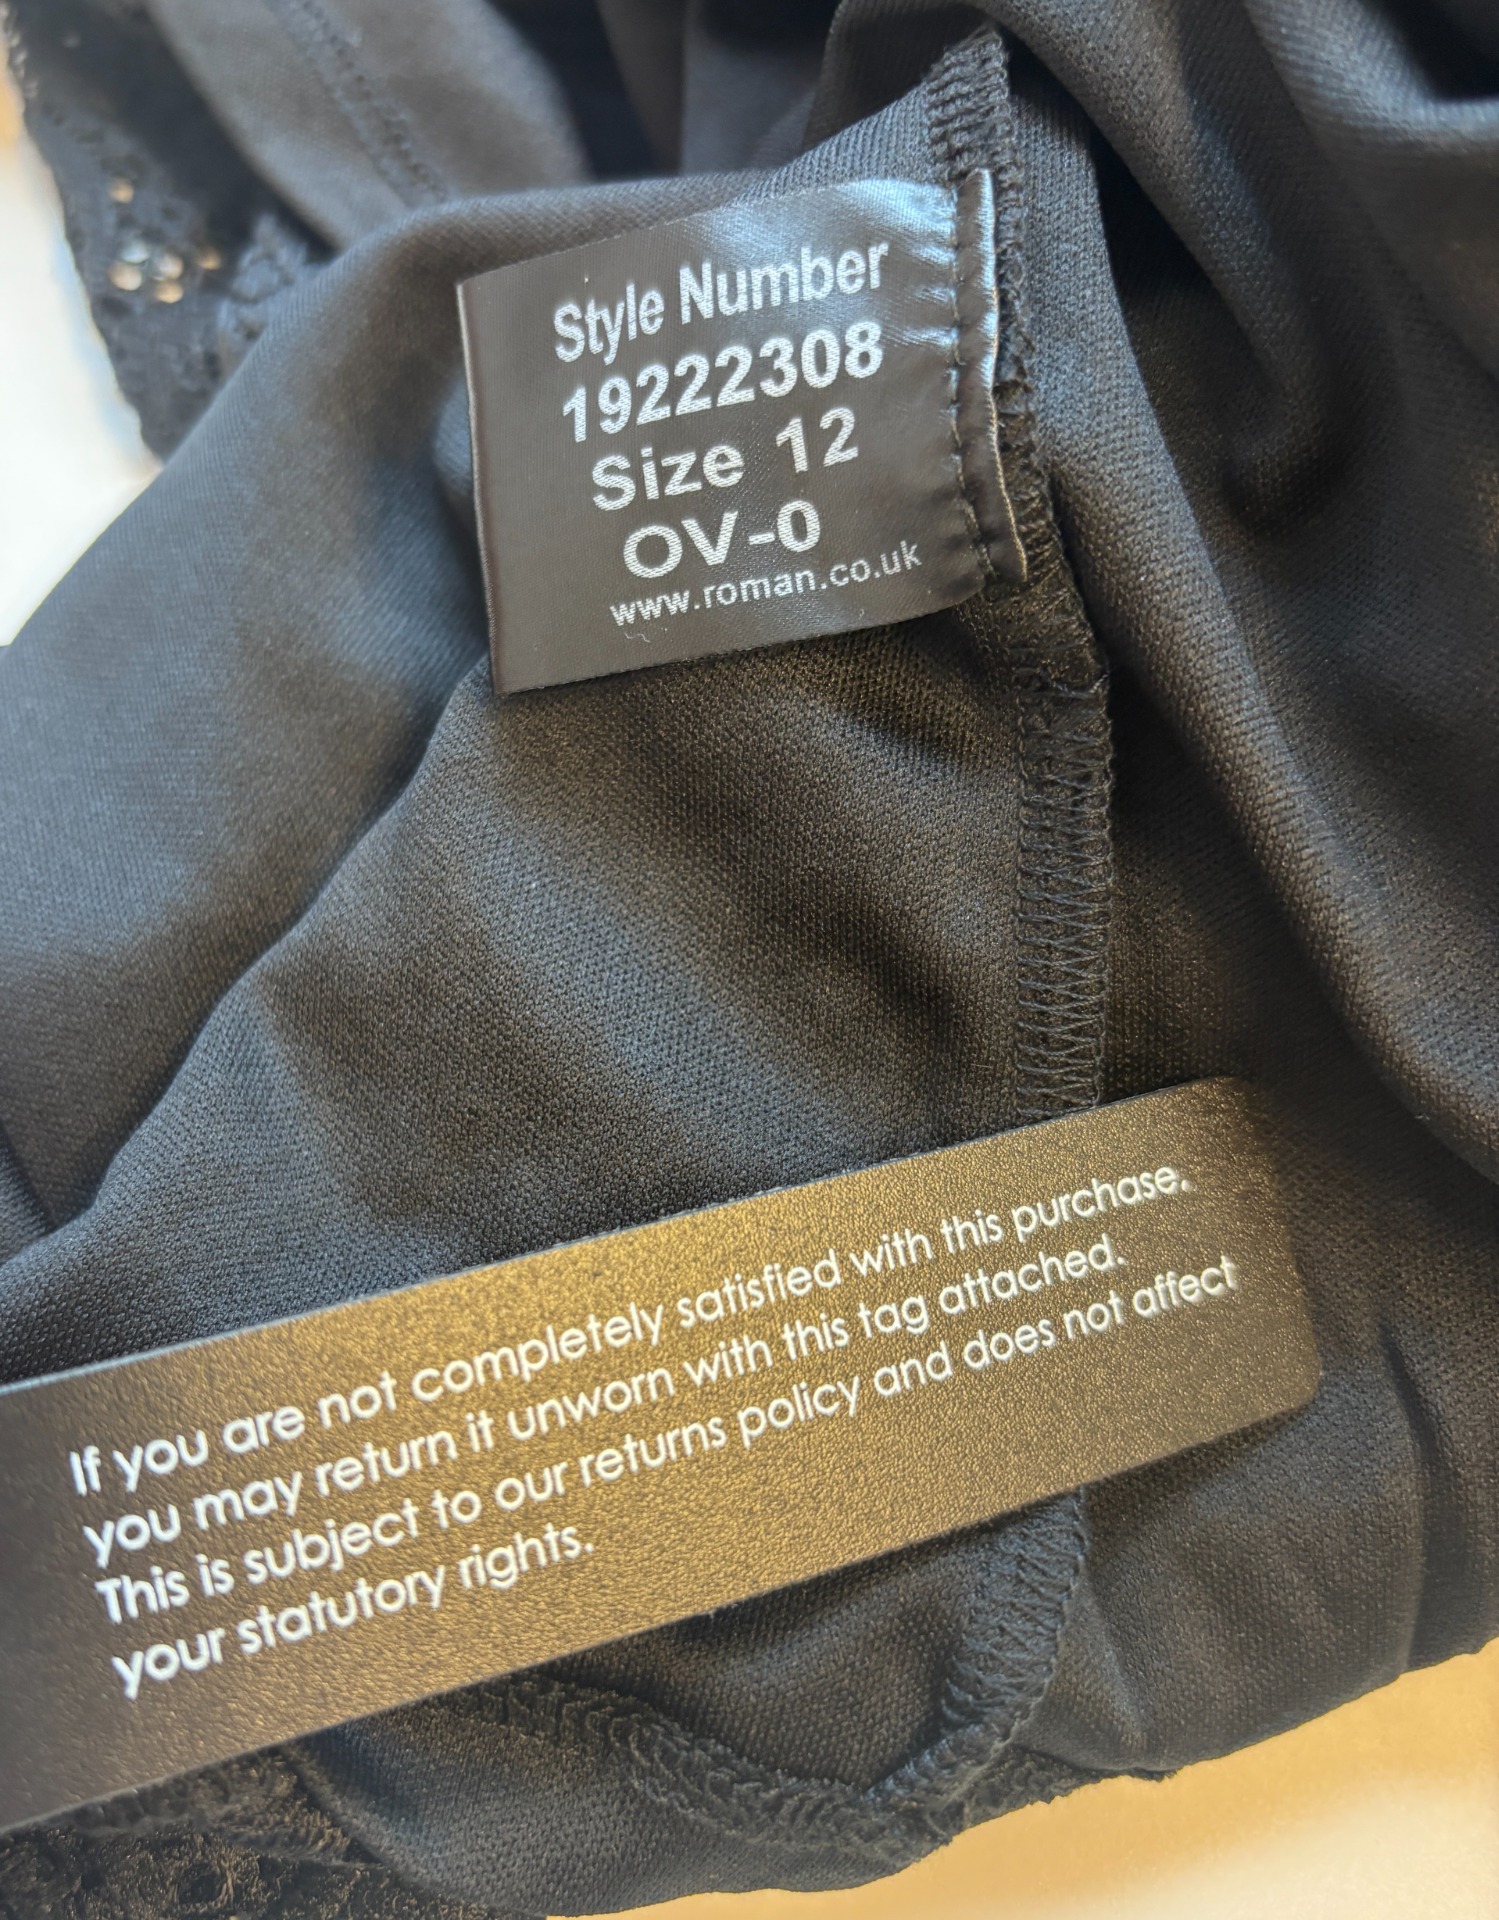 Style Number
19222308
Size 12
OV-0
www.roman.co.uk
If you are not completely satisfied with this purchase.
you may return it unworn with this tag attached.
This is subject to our returns policy and does not affect
your statutory rights.